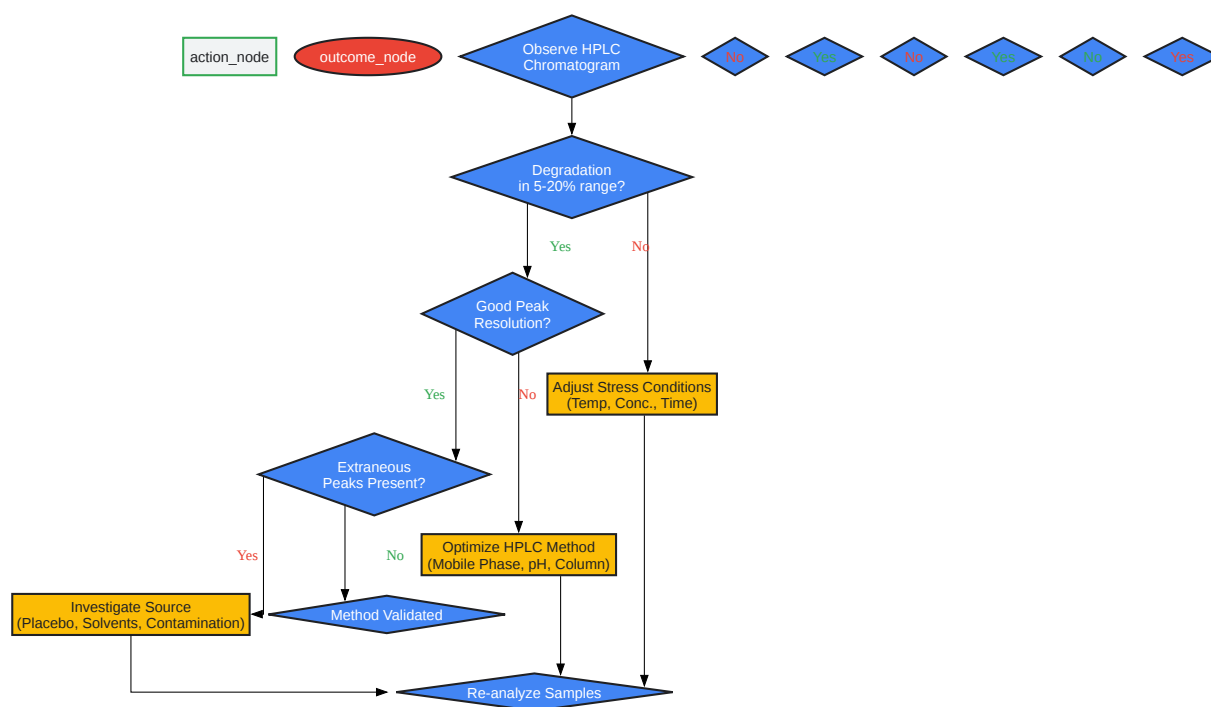 Observe HPLC
Chromatogram
action_node
outcome_node
No
Yes
No
Yes
No
Yes
Degradation
in 5-20% range?
Yes
No
Good Peak
Resolution?
Yes
No
Adjust Stress Conditions
(Temp, Conc., Time)
Extraneous
Peaks Present?
Yes
No
Optimize HPLC Method
(Mobile Phase, pH, Column)
Investigate Source
(Placebo, Solvents, Contamination)
Method Validated
Re-analyze Samples